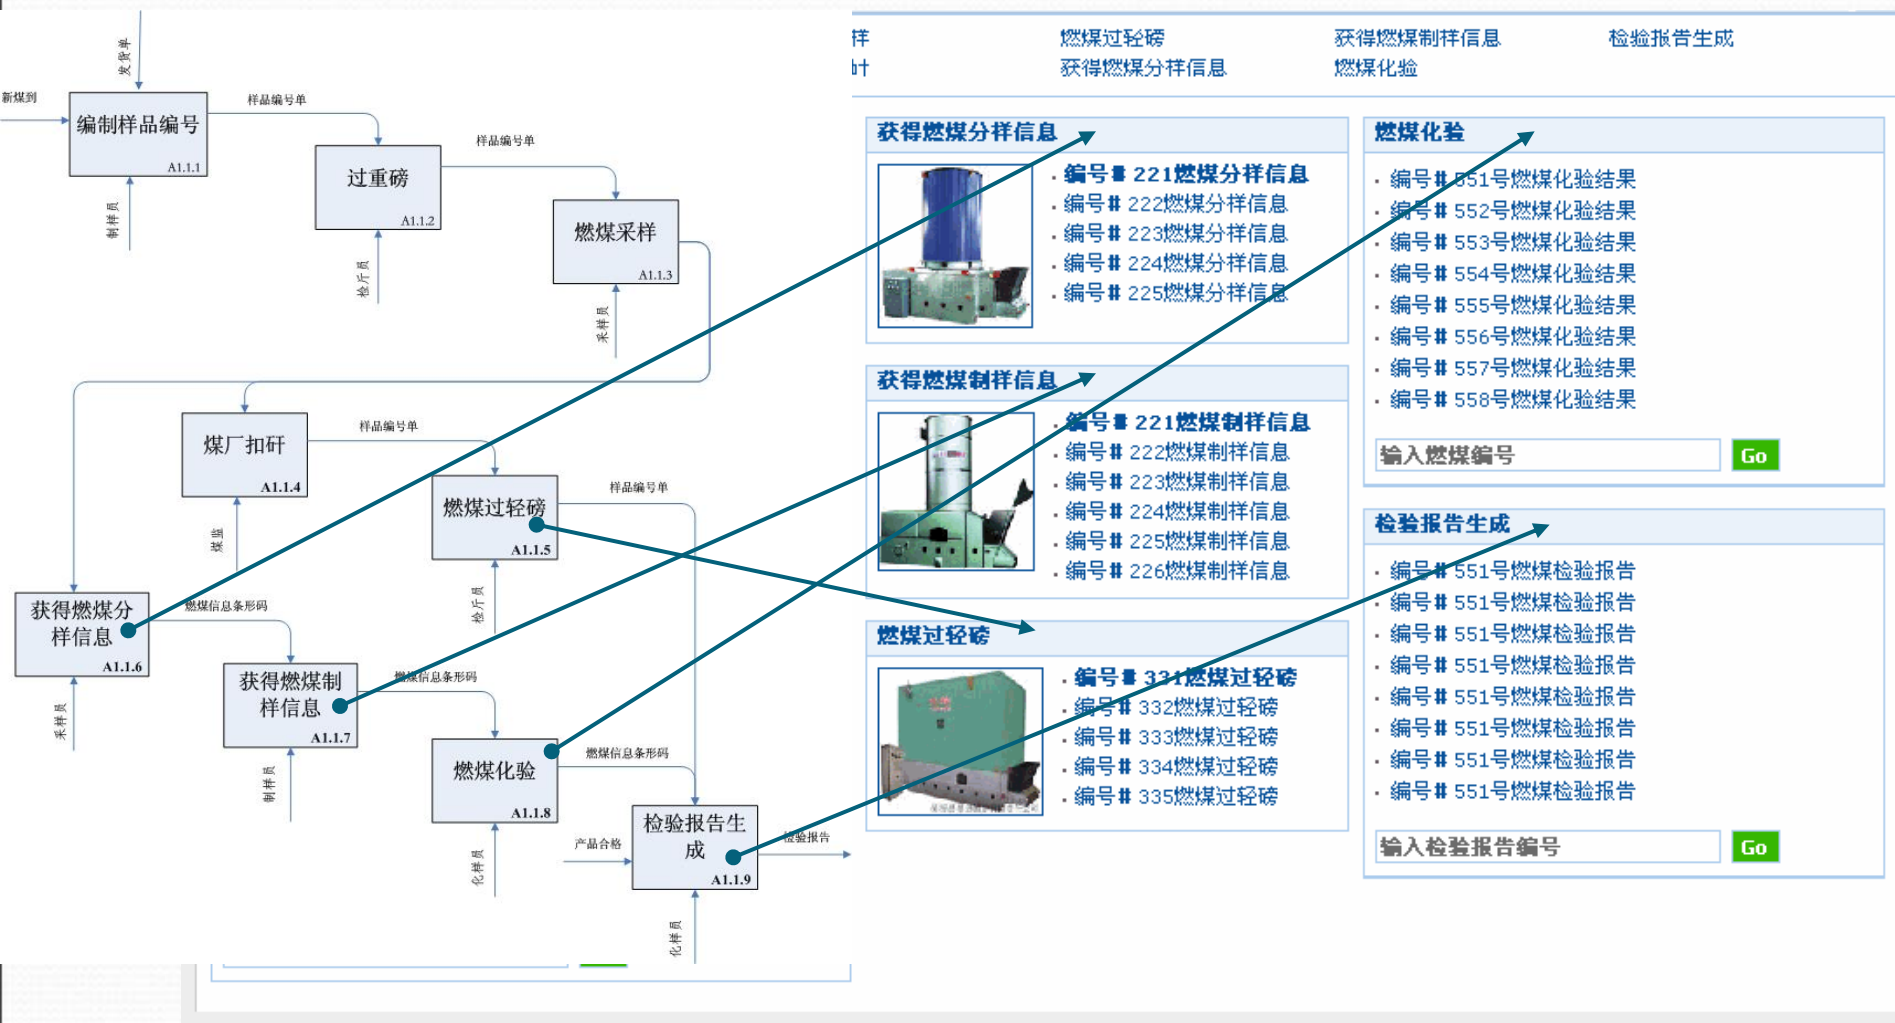 发货单
新煤到
编制样品编号
A1.1.1
制样员
样品编号单
过重磅
A1.1.2
检斤员
样品编号单
燃煤采样
A1.1.3
采样员
煤厂扣矸
A1.1.4
煤监
样品编号单
燃煤过轻磅
A1.1.5
检斤员
样品编号单
获得燃煤分
样信息
A1.1.6
采样员
燃煤信息条形码
获得燃煤制
样信息
A1.1.7
制样员
燃煤信息条形码
燃煤化验
A1.1.8
化样员
燃煤信息条形码
产品合格
检验报告生
成
A1.1.9
化样员
检验报告
样 燃煤过轻磅 获得燃煤制样信息 检验报告生成
获得燃煤分样信息 燃煤化验
获得燃煤分样信息
编号# 221燃煤分样信息
编号# 222燃煤分样信息
编号# 223燃煤分样信息
编号# 224燃煤分样信息
编号# 225燃煤分样信息
获得燃煤制样信息
编号# 221燃煤制样信息
编号# 222燃煤制样信息
编号# 223燃煤制样信息
编号# 224燃煤制样信息
编号# 225燃煤制样信息
编号# 226燃煤制样信息
燃煤过轻磅
编号# 331燃煤过轻磅
编号# 332燃煤过轻磅
编号# 333燃煤过轻磅
编号# 334燃煤过轻磅
编号# 335燃煤过轻磅
燃煤化验
编号# 551号燃煤化验结果
编号# 552号燃煤化验结果
编号# 553号燃煤化验结果
编号# 554号燃煤化验结果
编号# 555号燃煤化验结果
编号# 556号燃煤化验结果
编号# 557号燃煤化验结果
编号# 558号燃煤化验结果
输入燃煤编号 Go
检验报告生成
编号# 551号燃煤检验报告
编号# 551号燃煤检验报告
编号# 551号燃煤检验报告
编号# 551号燃煤检验报告
编号# 551号燃煤检验报告
编号# 551号燃煤检验报告
编号# 551号燃煤检验报告
编号# 551号燃煤检验报告
输入检验报告编号 Go